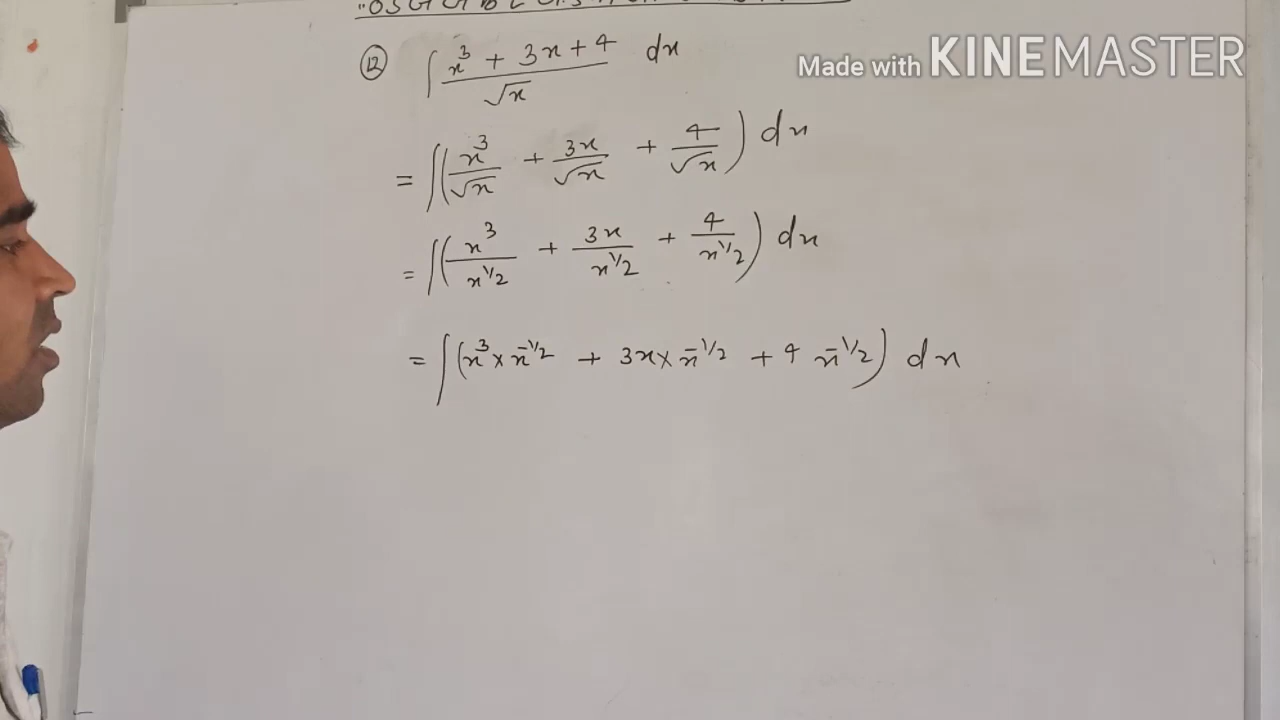 Made with KINEMASTER
⑫ ∫ (x³ + 3x + 4)/√x dx
= ∫(x³/√x + 3x/√x + 4/√x) dx
= ∫(x³/x^1/2 + 3x/x^1/2 + 4/x^1/2) dx
= ∫(x³ × x^-1/2 + 3x × x^-1/2 + 4 x^-1/2) dx